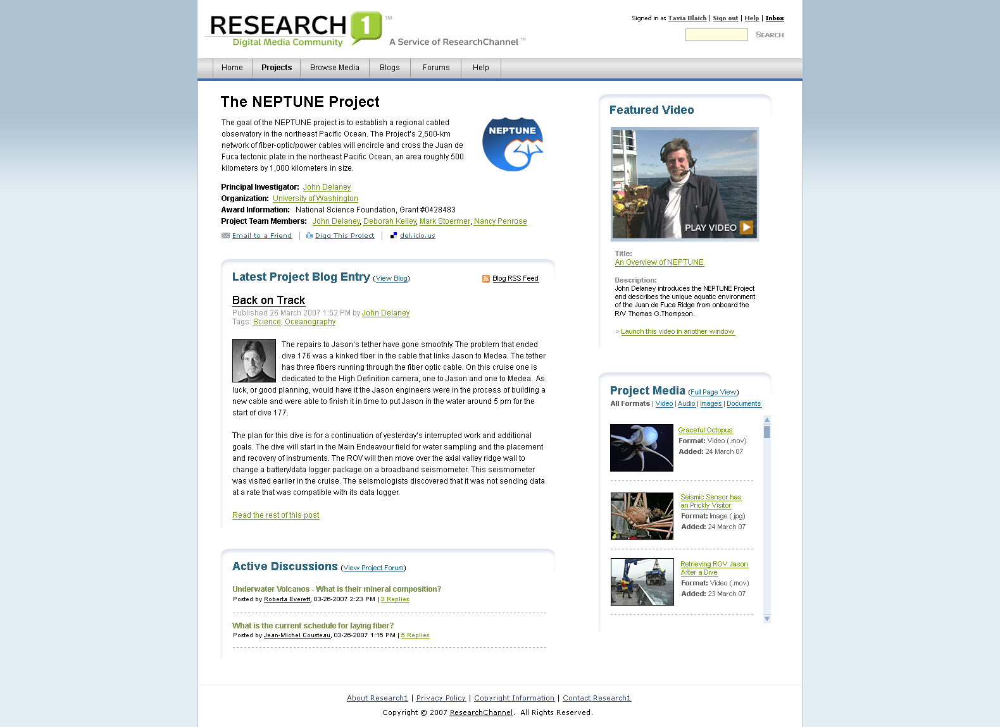 RESEARCH 1 ™
Digital Media Community
A Service of ResearchChannel ™
Signed in as Tavia Blaich | Sign out | Help | Inbox
SEARCH
Home Projects Browse Media Blogs Forums Help
The NEPTUNE Project
The goal of the NEPTUNE project is to establish a regional cabled
observatory in the northeast Pacific Ocean. The Project's 2,500-km
network of fiber-optic/power cables will encircle and cross the Juan de
Fuca tectonic plate in the northeast Pacific Ocean, an area roughly 500
kilometers by 1,000 kilometers in size.
NEPTUNE
Principal Investigator: John Delaney
Organization: University of Washington
Award Information: National Science Foundation, Grant #0428483
Project Team Members: John Delaney, Deborah Kelley, Mark Stoermer, Nancy Penrose
Email to a Friend | Digg This Project | del.icio.us
Latest Project Blog Entry (View Blog)
Blog RSS Feed
Back on Track
Published 26 March 2007 1:52 PM by John Delaney
Tags: Science, Oceanography
The repairs to Jason's tether have gone smoothly. The problem that ended
dive 176 was a kinked fiber in the cable that links Jason to Medea. The tether
has three fibers running through the fiber optic cable. On this cruise one is
dedicated to the High Definition camera, one to Jason and one to Medea. As
luck, or good planning, would have it the Jason engineers were in the process of building a
new cable and were able to finish it in time to put Jason in the water around 5 pm for the
start of dive 177.
The plan for this dive is for a continuation of yesterday's interrupted work and additional
goals. The dive will start in the Main Endeavour field for water sampling and the placement
and recovery of instruments. The ROV will then move over the axial valley ridge wall to
change a battery/data logger package on a broadband seismometer. This seismometer
was visited earlier in the cruise. The seismologists discovered that it was not sending data
at a rate that was compatible with its data logger.
Read the rest of this post
Active Discussions (View Project Forum)
Underwater Volcanos - What is their mineral composition?
Posted by Roberta Everett, 03-26-2007 2:23 PM | 3 Replies
What is the current schedule for laying fiber?
Posted by Jean-Michel Cousteau, 03-26-2007 1:15 PM | 5 Replies
Featured Video
PLAY VIDEO
Title:
An Overview of NEPTUNE
Description:
John Delaney introduces the NEPTUNE Project
and describes the unique aquatic environment
of the Juan de Fuca Ridge from onboard the
R/V Thomas G.Thompson.
> Launch this video in another window
Project Media (Full Page View)
All Formats | Video | Audio | Images | Documents
Graceful Octopus
Format: Video (.mov)
Added: 24 March 07
Seismic Sensor has
an Prickly Visitor
Format: Image (.jpg)
Added: 24 March 07
Retrieving ROV Jason
After a Dive
Format: Video (.mov)
Added: 23 March 07
About Research1 | Privacy Policy | Copyright Information | Contact Research1
Copyright © 2007 ResearchChannel. All Rights Reserved.